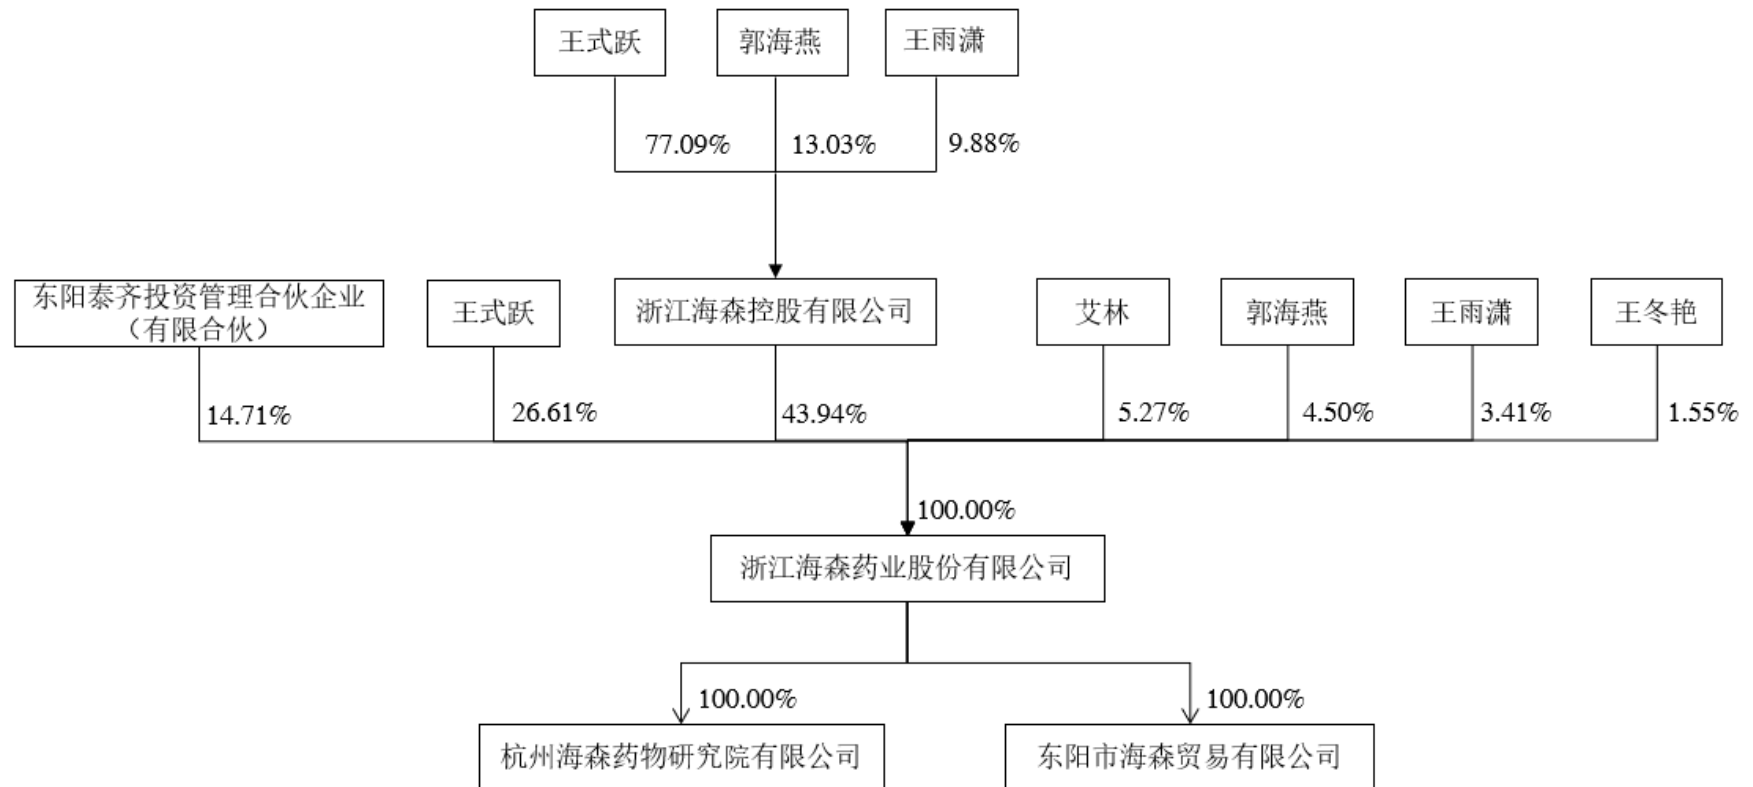 王式跃
郭海燕
王雨潇
77.09%
13.03%
9.88%
东阳泰齐投资管理合伙企业
（有限合伙）
王式跃
浙江海森控股有限公司
艾林
郭海燕
王雨潇
王冬艳
14.71%
26.61%
43.94%
5.27%
4.50%
3.41%
1.55%
100.00%
浙江海森药业股份有限公司
100.00%
100.00%
杭州海森药物研究院有限公司
东阳市海森贸易有限公司